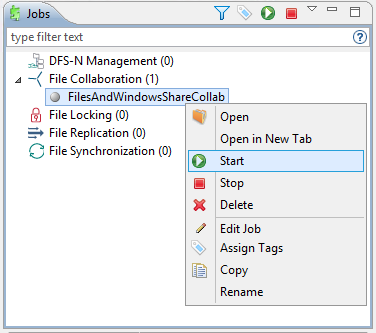 Jobs
type filter text
DFS-N Management (0)
File Collaboration (1)
FilesAndWindowsShareCollab
File Locking (0)
File Replication (0)
File Synchronization (0)
Open
Open in New Tab
Start
Stop
Delete
Edit Job
Assign Tags
Copy
Rename